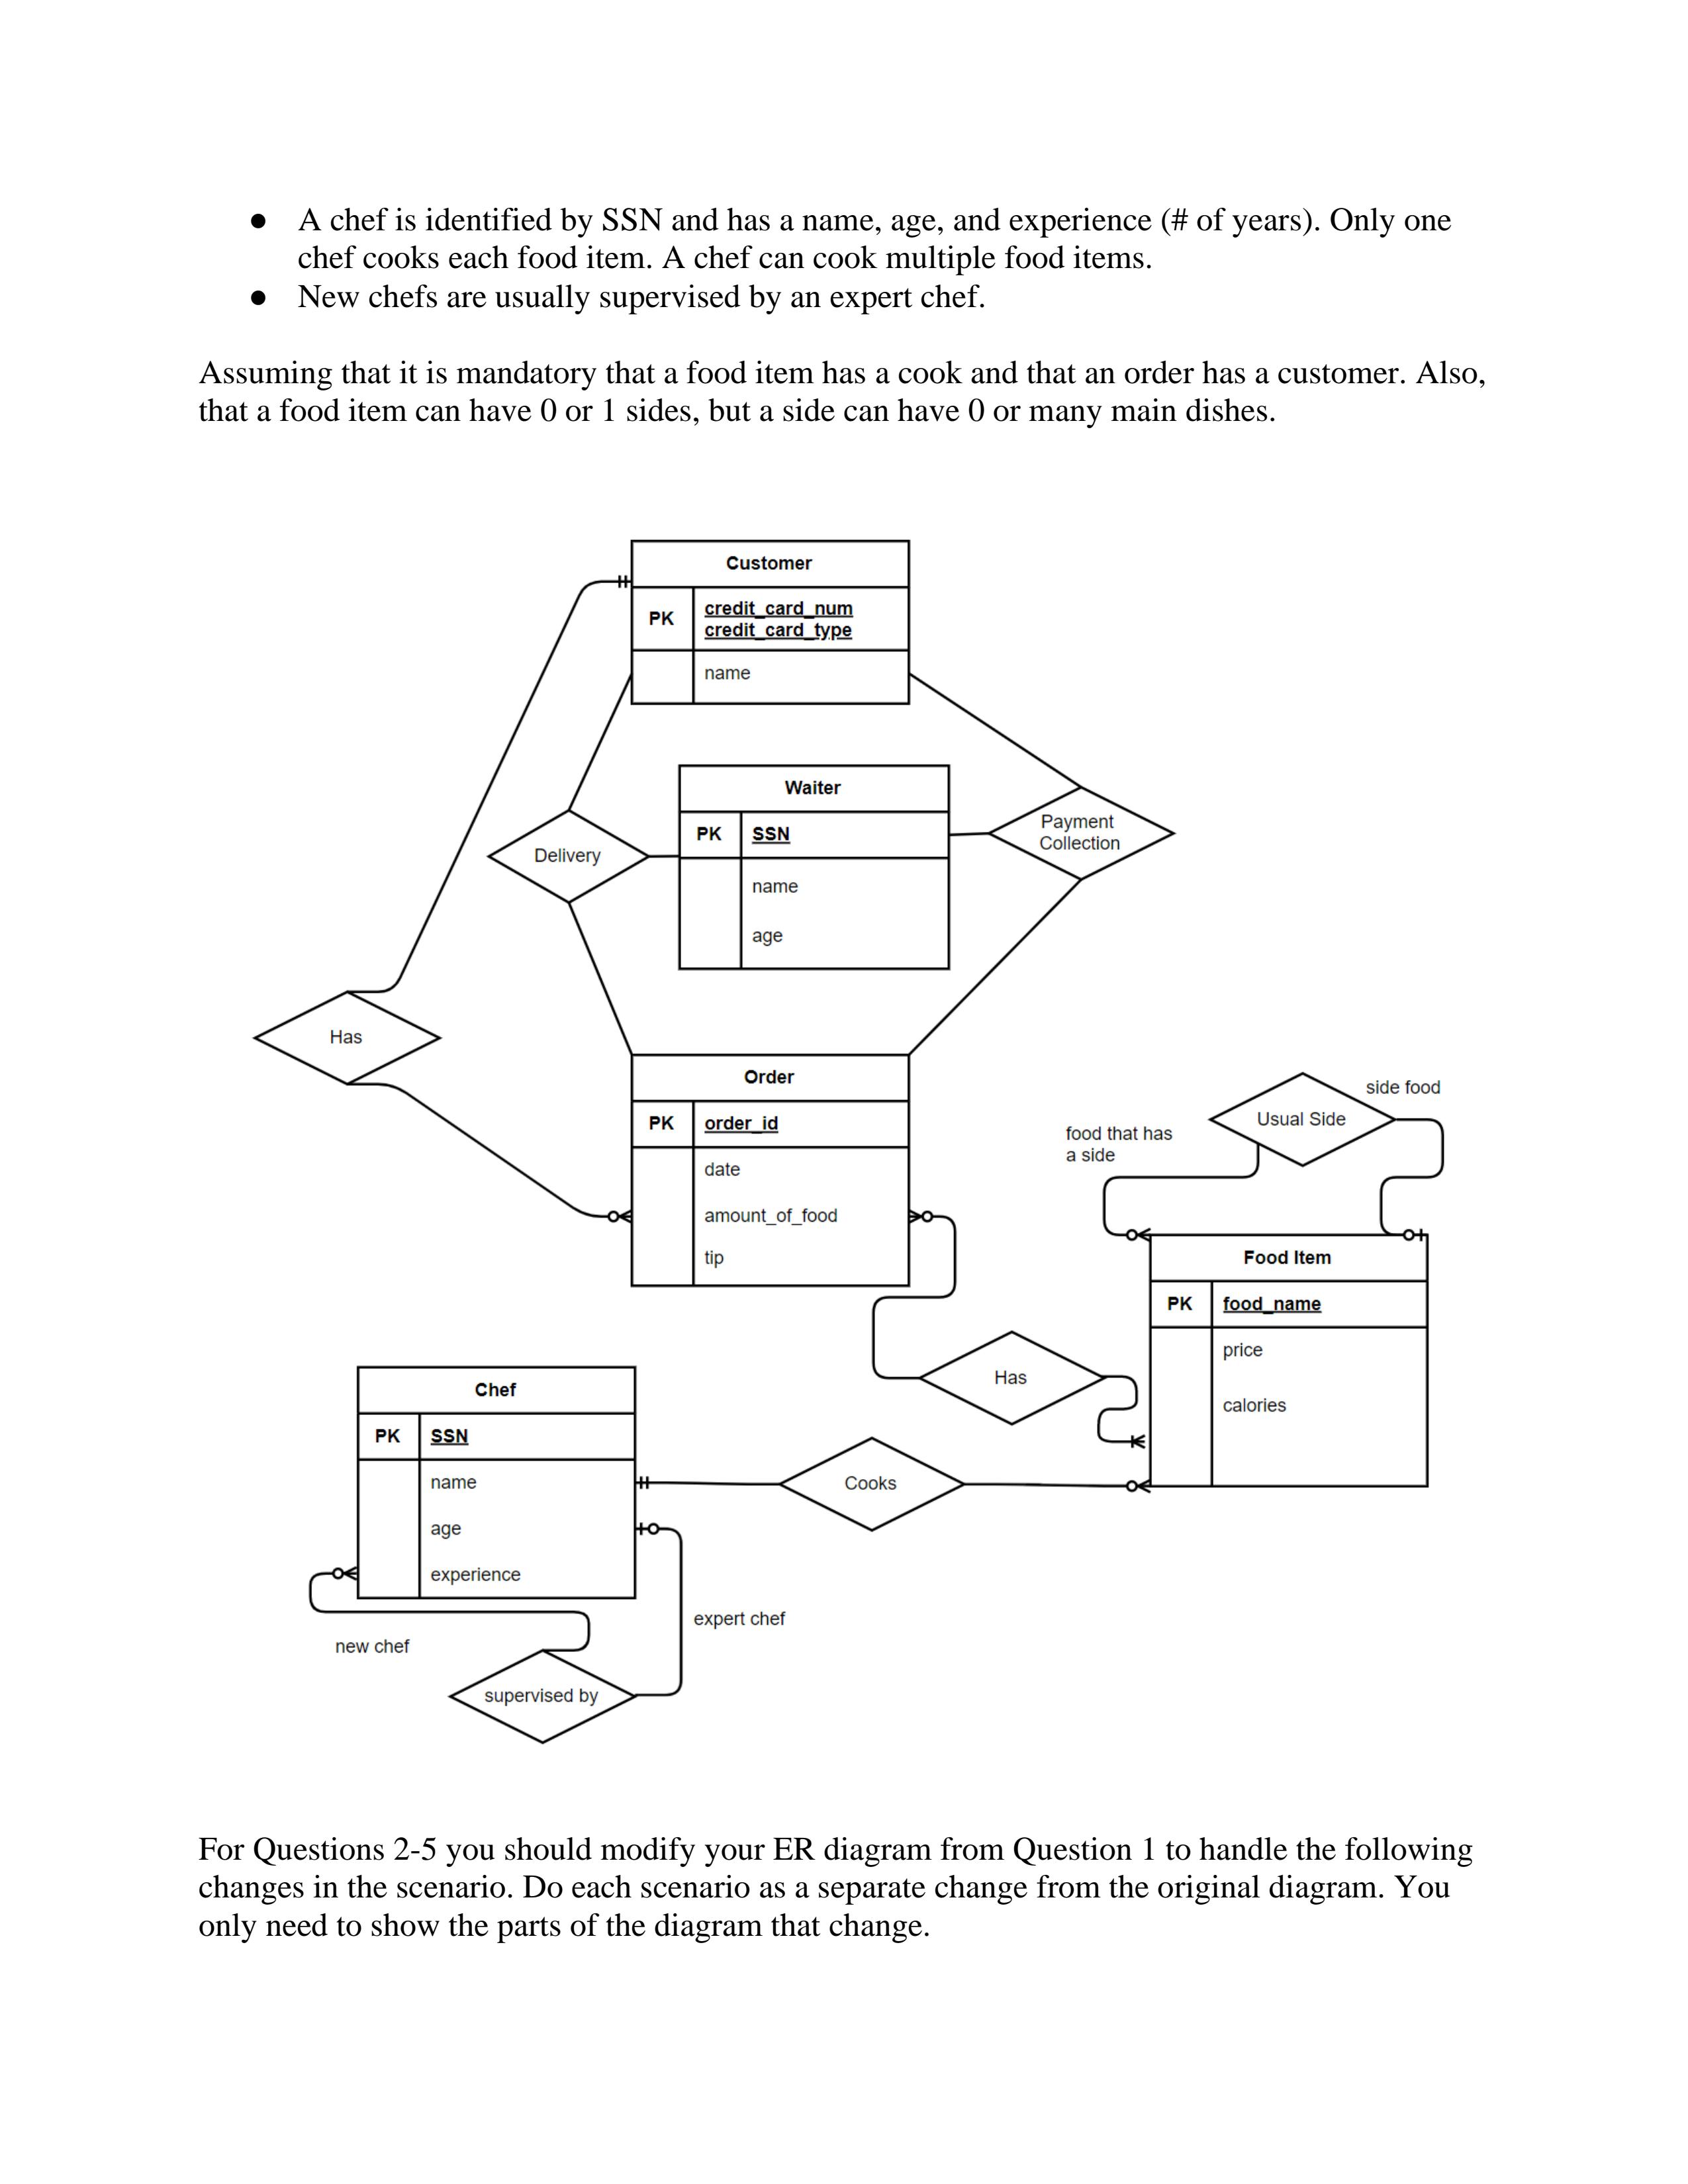 ● A chef is identified by SSN and has a name, age, and experience (# of years). Only one
chef cooks each food item. A chef can cook multiple food items.
● New chefs are usually supervised by an expert chef.
Assuming that it is mandatory that a food item has a cook and that an order has a customer. Also,
that a food item can have 0 or 1 sides, but a side can have 0 or many main dishes.
Customer
PK
credit_card_num
credit_card_type
name
Waiter
PK SSN
name
age
Payment
Collection
Delivery
Has
Order
PK order_id
date
amount_of_food
tip
side food
Usual Side
food that has
a side
Food Item
PK food_name
price
calories
Has
Chef
PK SSN
name
age
experience
Cooks
expert chef
new chef
supervised by
For Questions 2-5 you should modify your ER diagram from Question 1 to handle the following
changes in the scenario. Do each scenario as a separate change from the original diagram. You
only need to show the parts of the diagram that change.